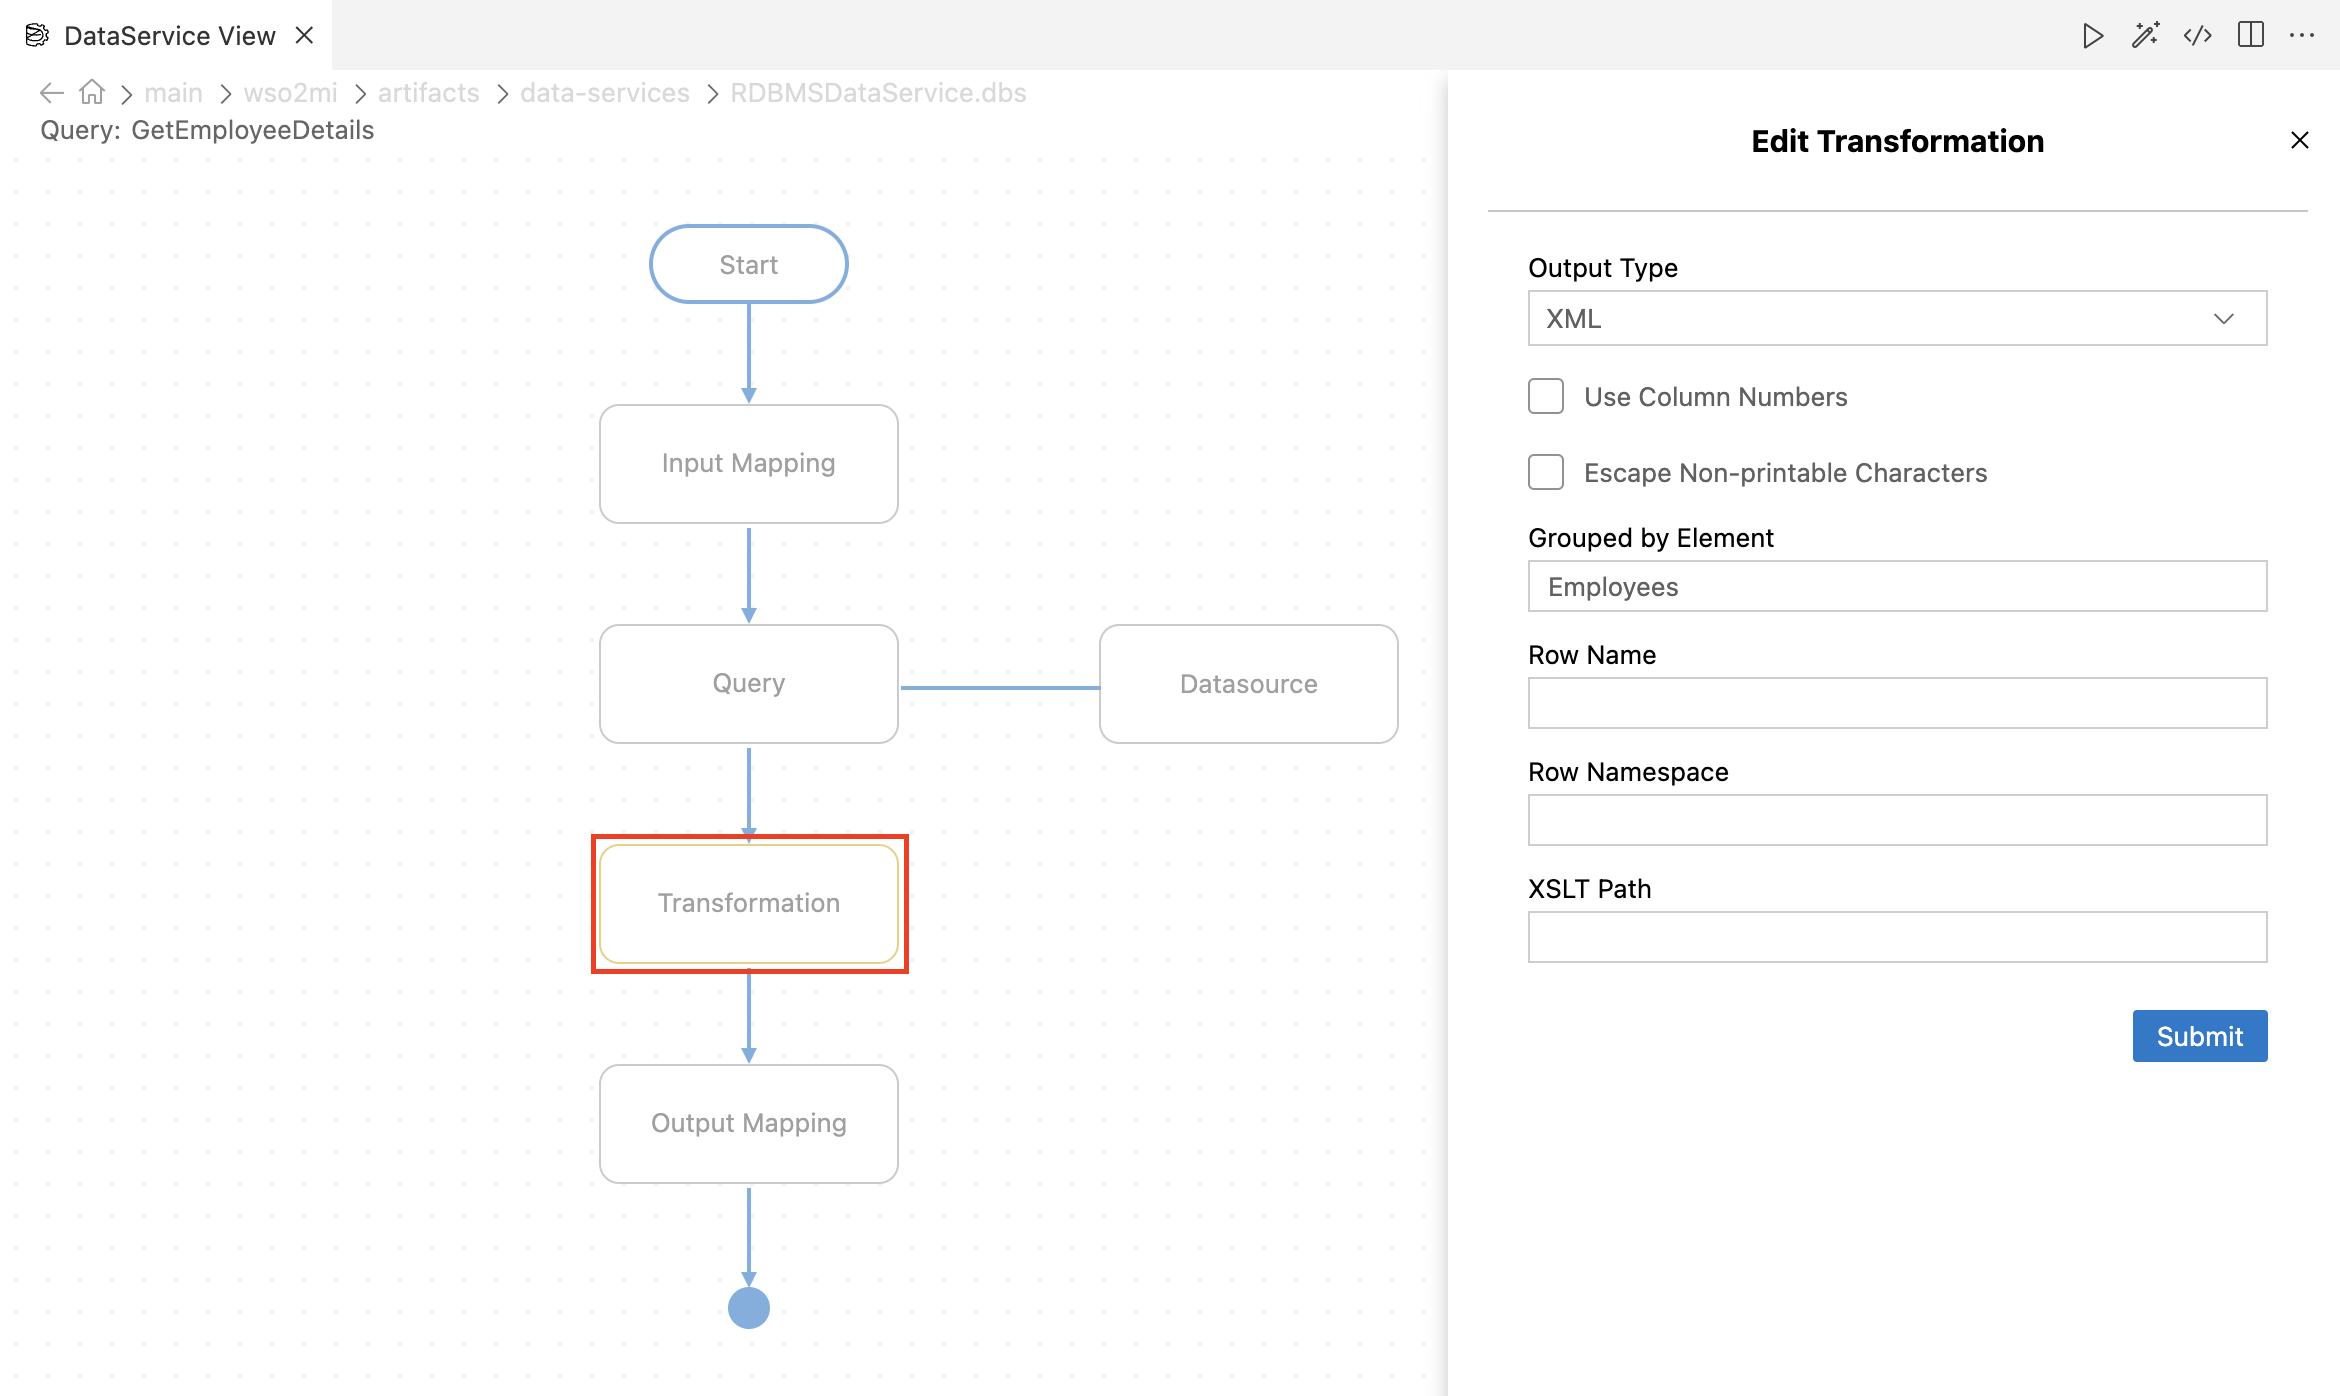 DataService View
main > wso2mi > artifacts > data-services > RDBMSDataService.dbs
Query: GetEmployeeDetails
Start
Input Mapping
Query
Datasource
Transformation
Output Mapping
Edit Transformation
Output Type
XML
Use Column Numbers
Escape Non-printable Characters
Grouped by Element
Employees
Row Name
Row Namespace
XSLT Path
Submit